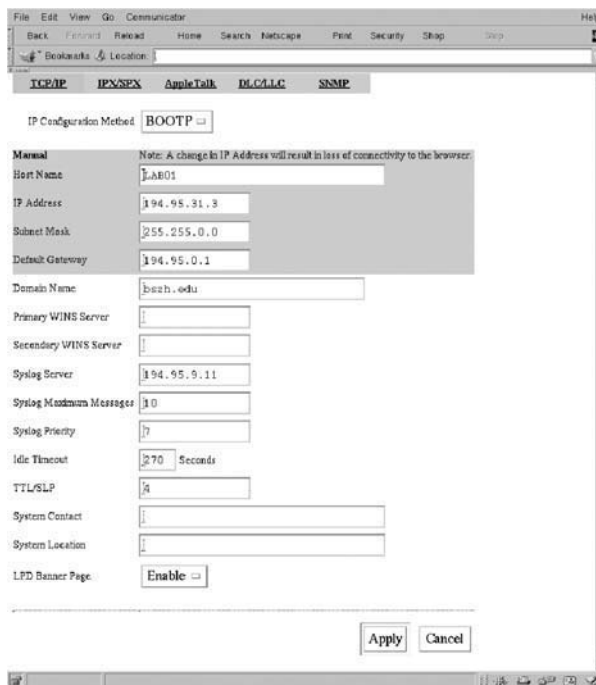 File Edit View Go Communicator Hel
Back Forward Reload Home Search Netscape Print Security Shop Stop
Bookmarks Location:
TCP/IP IPX/SPX AppleTalk DLC/LLC SNMP
IP Configuration Method BOOTP
Manual Note: A change in IP Address will result in loss of connectivity to the browser.
Host Name LAB01
IP Address 194.95.31.3
Subnet Mask 255.255.0.0
Default Gateway 194.95.0.1
Domain Name bszh.edu
Primary WINS Server
Secondary WINS Server
Syslog Server 194.95.9.11
Syslog Maximum Messages 10
Syslog Priority 7
Idle Timeout 270 Seconds
TTL/SLP 4
System Contact
System Location
LPD Banner Page Enable
Apply Cancel